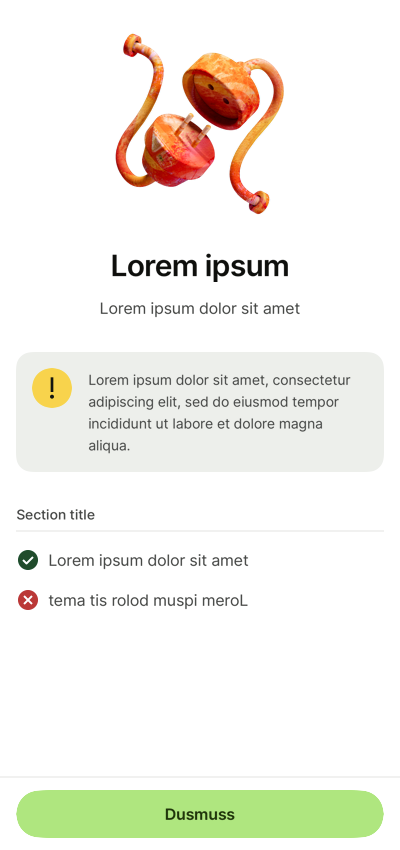 Lorem ipsum
Lorem ipsum dolor sit amet
Lorem ipsum dolor sit amet, consectetur
adipiscing elit, sed do eiusmod tempor
incididunt ut labore et dolore magna
aliqua.
Section title
Lorem ipsum dolor sit amet
tema tis rolod muspi meroL
Dusmuss